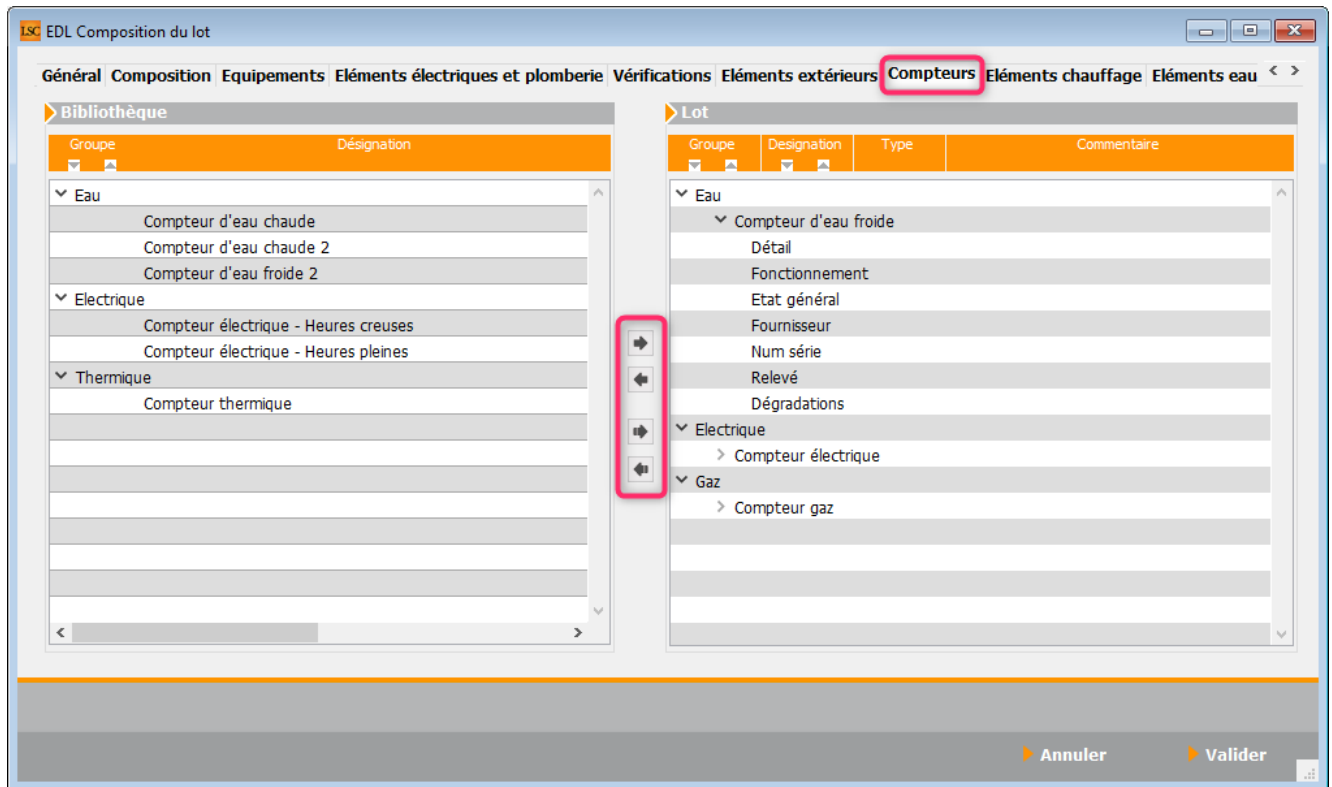 LSC EDL Composition du lot
Général Composition Equipements Eléments électriques et plomberie Vérifications Eléments extérieurs Compteurs Eléments chauffage Eléments eau
Bibliothèque
Groupe Désignation
Eau
Compteur d'eau chaude
Compteur d'eau chaude 2
Compteur d'eau froide 2
Electrique
Compteur électrique - Heures creuses
Compteur électrique - Heures pleines
Thermique
Compteur thermique
Lot
Groupe Designation Type Commentaire
Eau
Compteur d'eau froide
Détail
Fonctionnement
Etat général
Fournisseur
Num série
Relevé
Dégradations
Electrique
Compteur électrique
Gaz
Compteur gaz
Annuler Valider